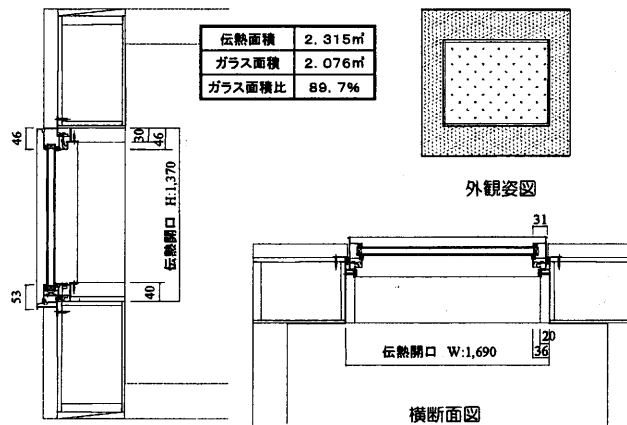 伝熱面積 2.315㎡
ガラス面積 2.076㎡
ガラス面積比 89.7%
外観姿図
46
30
46
伝熱開口 H:1,370
40
53
31
20
36
伝熱開口 W:1,690
横断面図